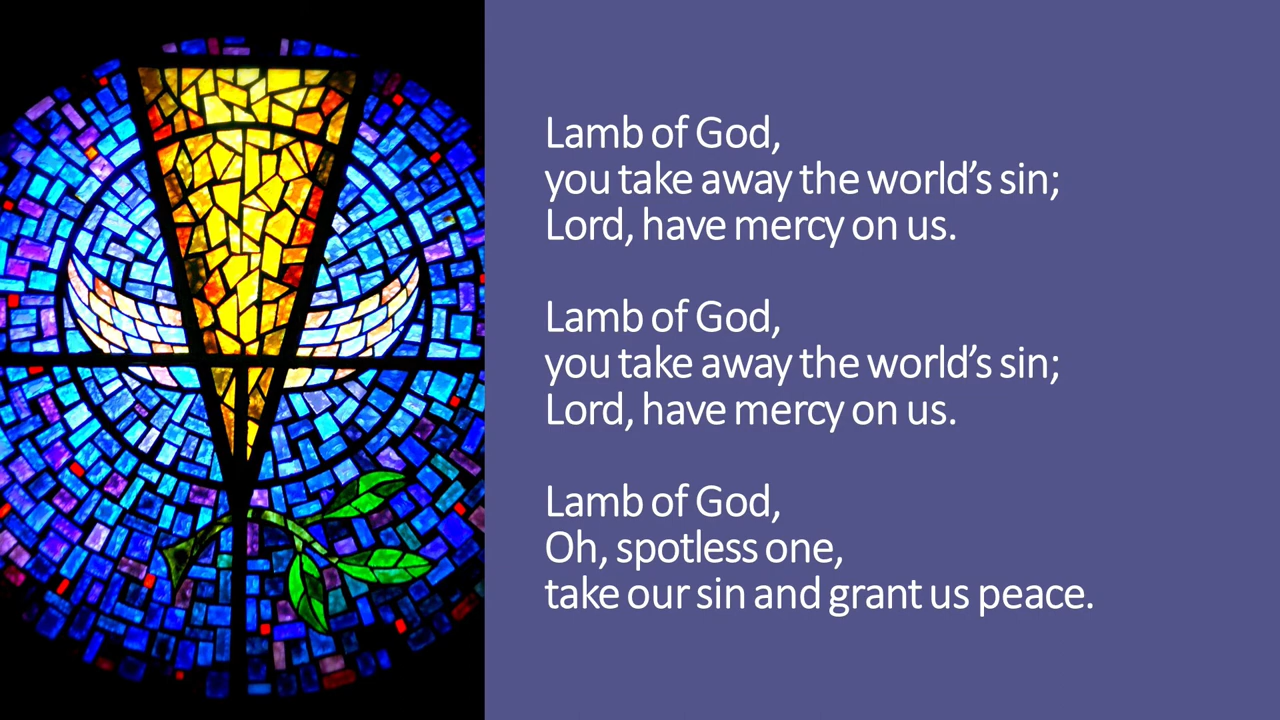 Lamb of God,
you take away the world’s sin;
Lord, have mercy on us.
Lamb of God,
you take away the world’s sin;
Lord, have mercy on us.
Lamb of God,
Oh, spotless one,
take our sin and grant us peace.